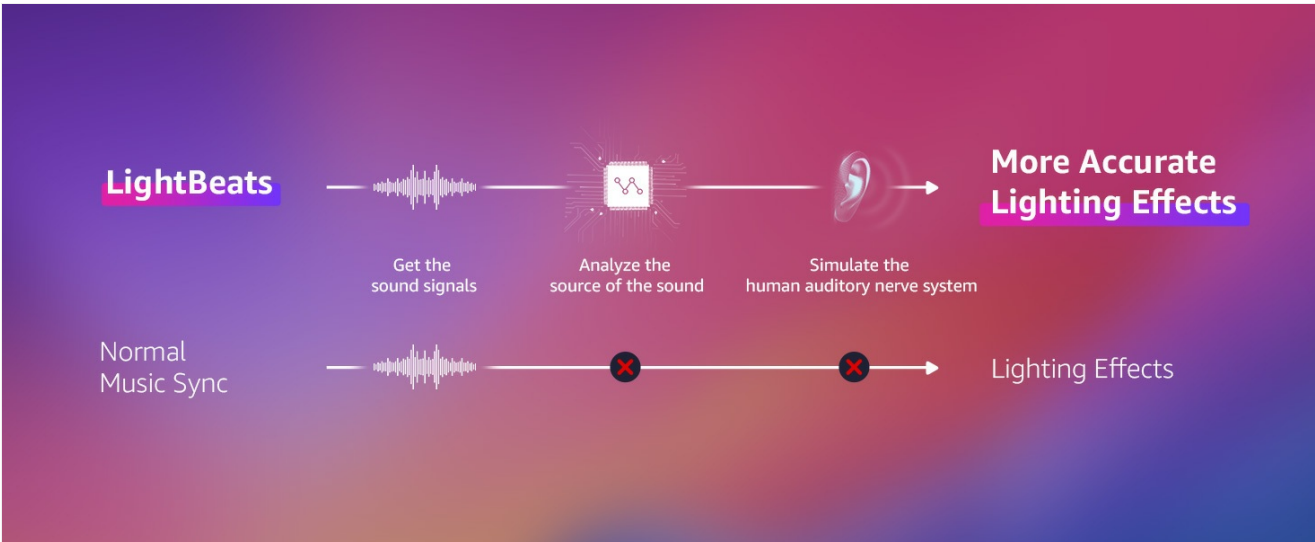 LightBeats
Get the
sound signals
Analyze the
source of the sound
Simulate the
human auditory nerve system
More Accurate
Lighting Effects
Normal
Music Sync
Lighting Effects